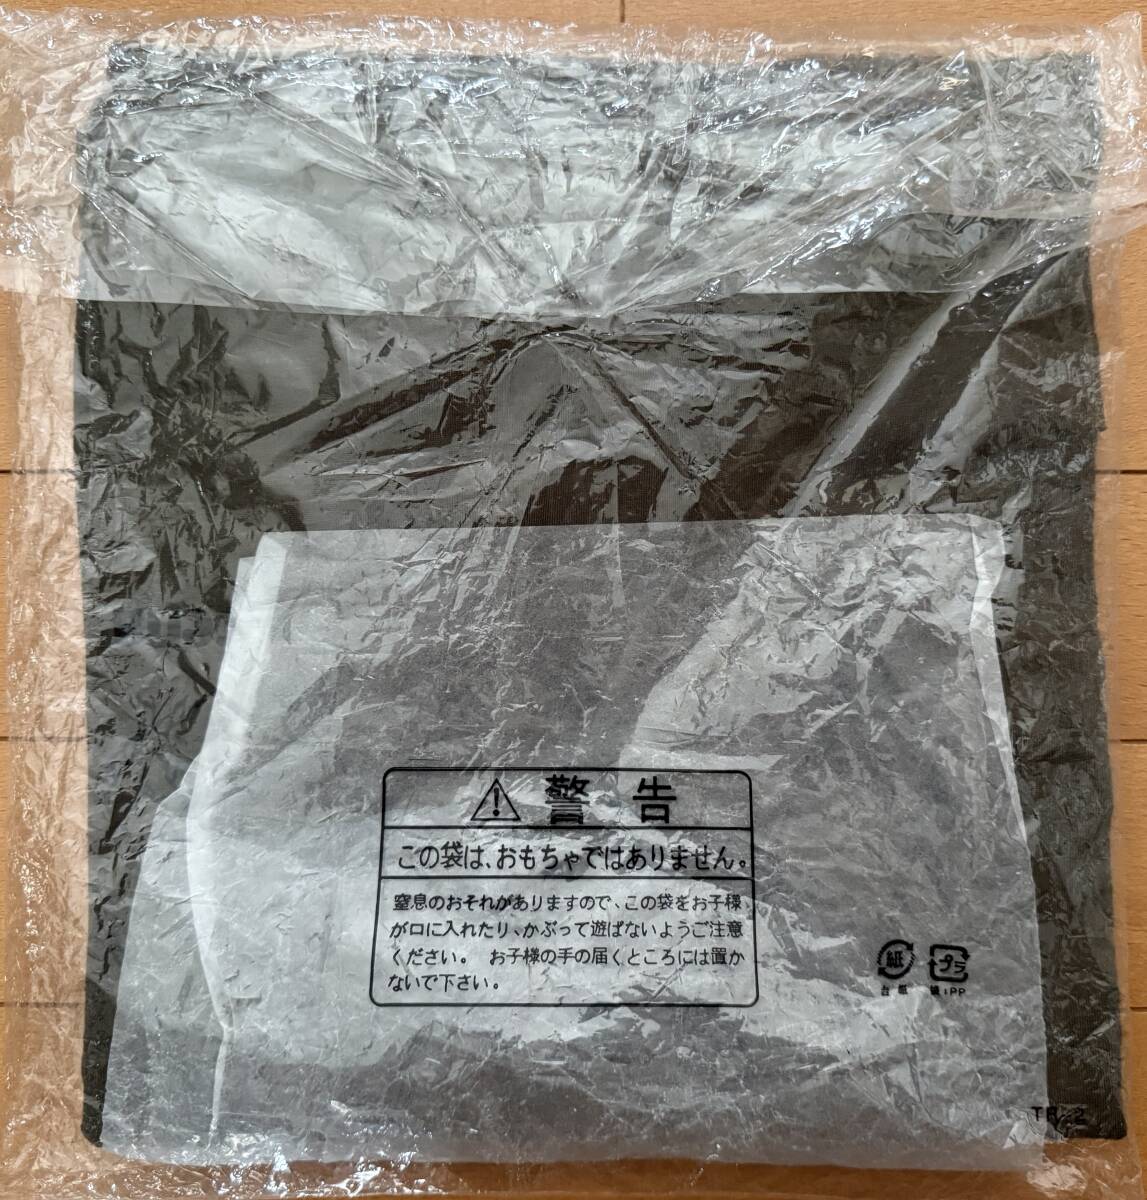 警告
この袋は、おもちゃではありません。
窒息のおそれがありますので、この袋をお子様
が口に入れたり、かぶって遊ばないようご注意
ください。 お子様の手の届くところには置か
ないで下さい。
紙 プラ
台紙 袋:PP
TR-2